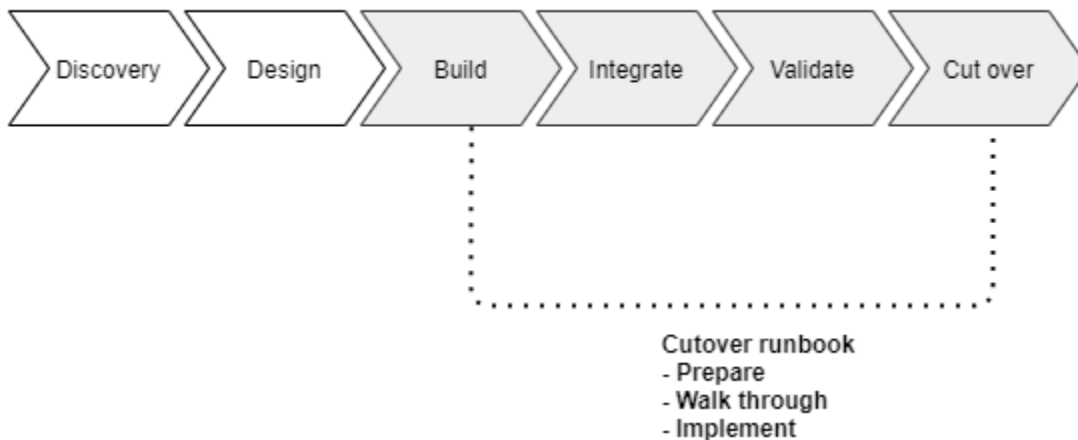 Discovery
Design
Build
Integrate
Validate
Cut over
Cutover runbook
- Prepare
- Walk through
- Implement